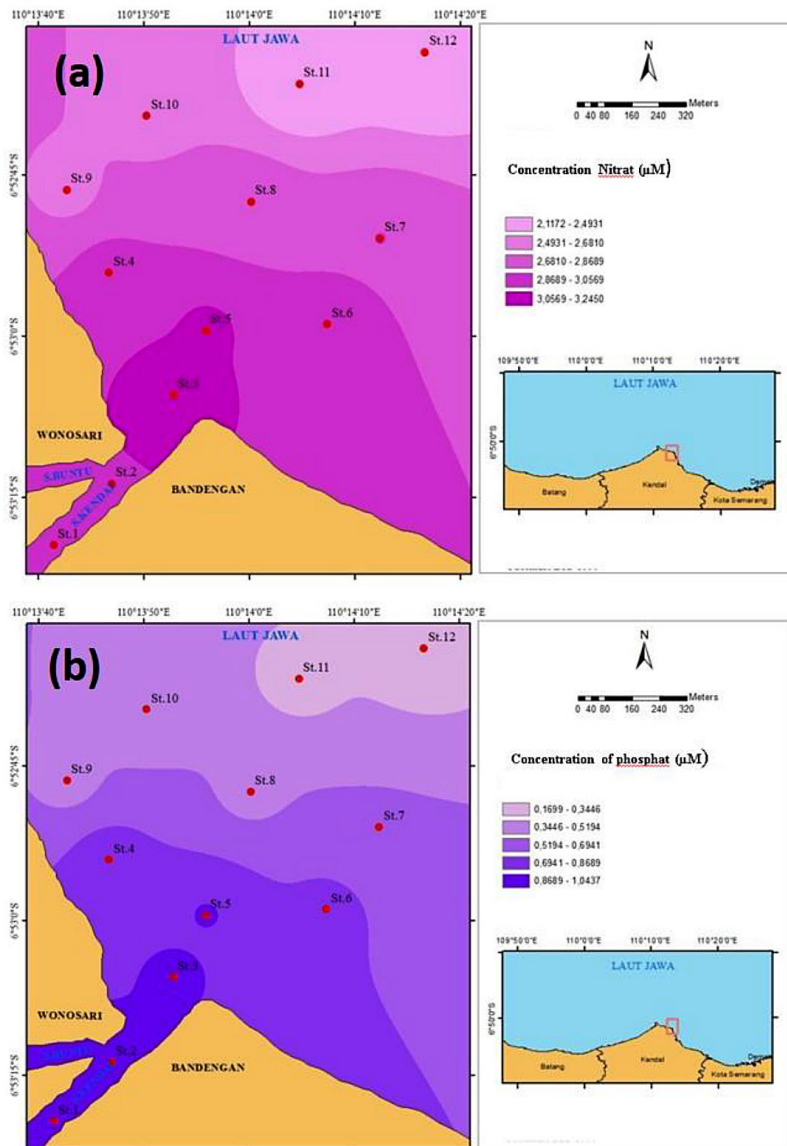 110°13'40"E 110°13'50"E 110°14'0"E 110°14'10"E 110°14'20"E
(a)
LAUT JAWA
St.12
St.11
St.10
6°52'45"S
St.9
St.8
St.7
St.4
6°53'0"S
St.5
St.6
St.3
WONOSARI
S.BUNTU
St.2
S.KENDAL
6°53'15"S
BANDENGAN
St.1
N
Meters
0 40 80 160 240 320
Concentration Nitrat (µM)
2,1172 - 2,4931
2,4931 - 2,6810
2,6810 - 2,8689
2,8689 - 3,0569
3,0569 - 3,2450
109°50'0"E 110°0'0"E 110°10'0"E 110°20'0"E
LAUT JAWA
6°50'0"S
Batang
Kendal
Kota Semarang
110°13'40"E 110°13'50"E 110°14'0"E 110°14'10"E 110°14'20"E
(b)
LAUT JAWA
St.12
St.11
St.10
6°52'45"S
St.9
St.8
St.7
St.4
6°53'0"S
St.5
St.6
St.3
WONOSARI
St.2
6°53'15"S
BANDENGAN
St.1
N
Meters
0 40 80 160 240 320
Concentration of phosphat (µM)
0,1699 - 0,3446
0,3446 - 0,5194
0,5194 - 0,6941
0,6941 - 0,8689
0,8689 - 1,0437
109°50'0"E 110°0'0"E 110°10'0"E 110°20'0"E
LAUT JAWA
6°50'0"S
Batang
Kendal
Kota Semarang